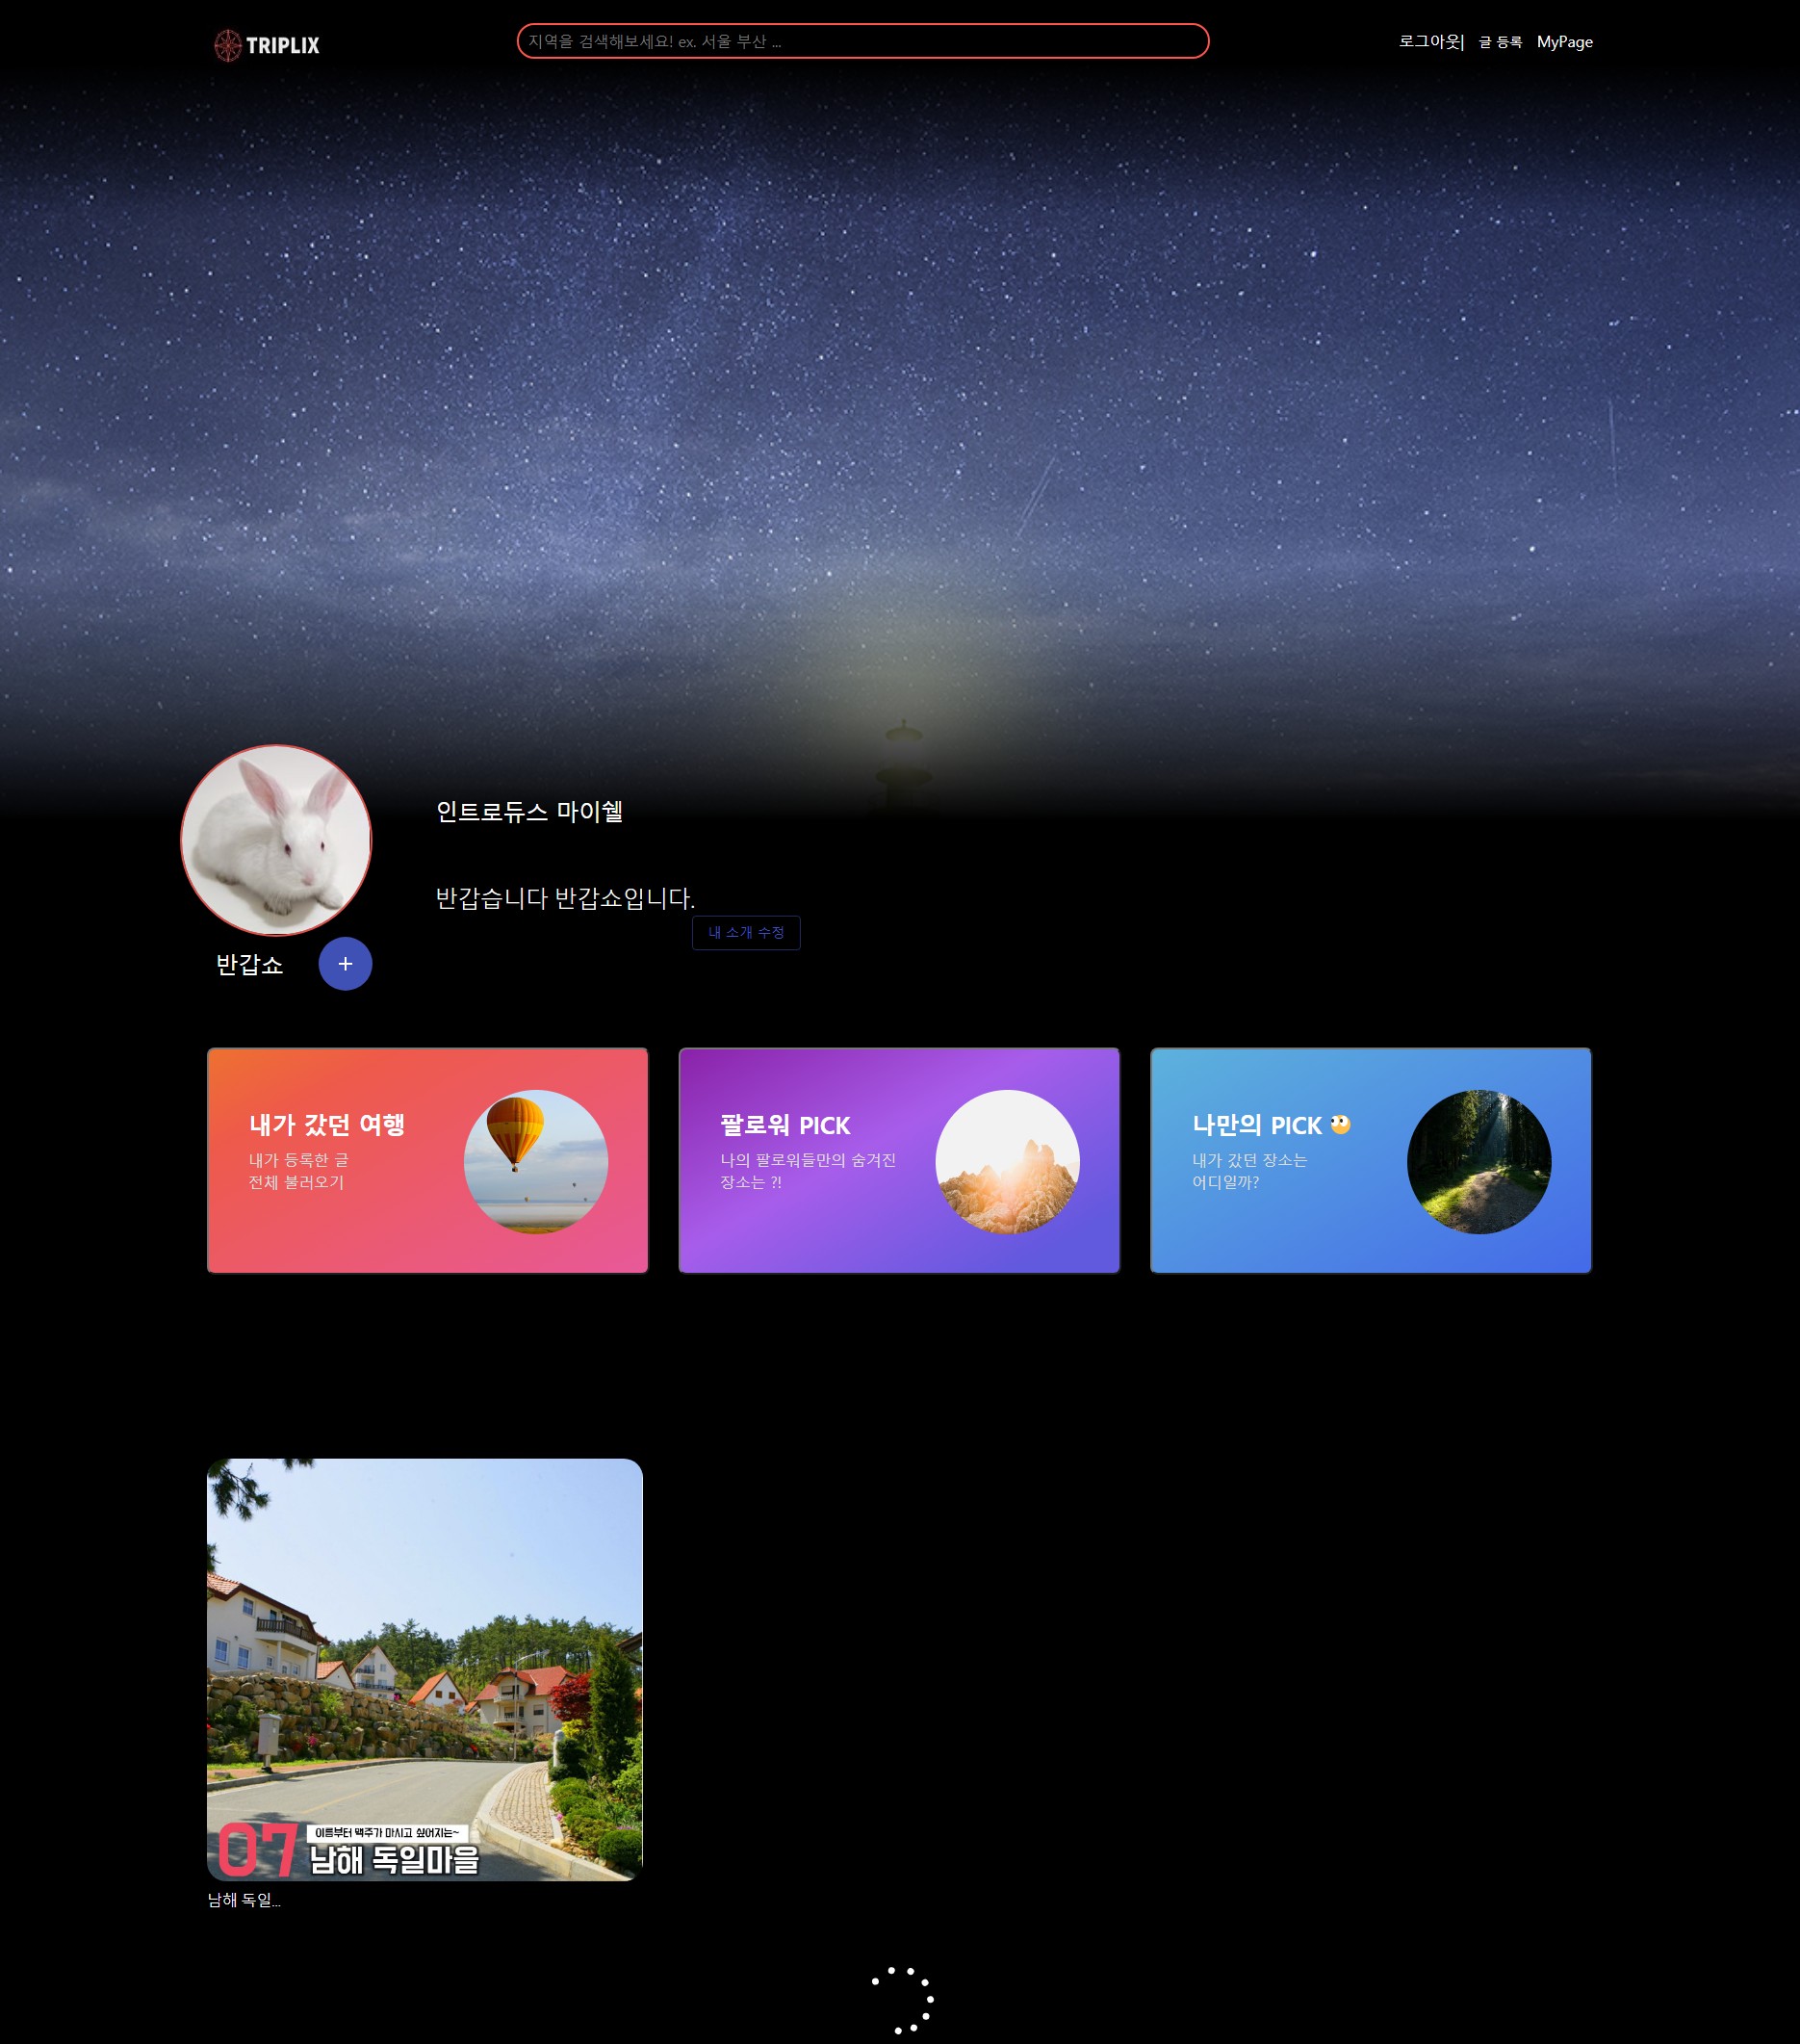 TRIPLIX
지역을 검색해보세요! ex. 서울 부산 ...
로그아웃| 글 등록 MyPage
인트로듀스 마이쉘
반갑습니다 반갑쇼입니다.
내 소개 수정
반갑쇼
+
내가 갔던 여행
내가 등록한 글
전체 불러오기
팔로워 PICK
나의 팔로워들만의 숨겨진
장소는 ?!
나만의 PICK 🙄
내가 갔던 장소는
어디일까?
07
이름부터 맥주가 마시고 싶어지는~
남해 독일마을
남해 독일...